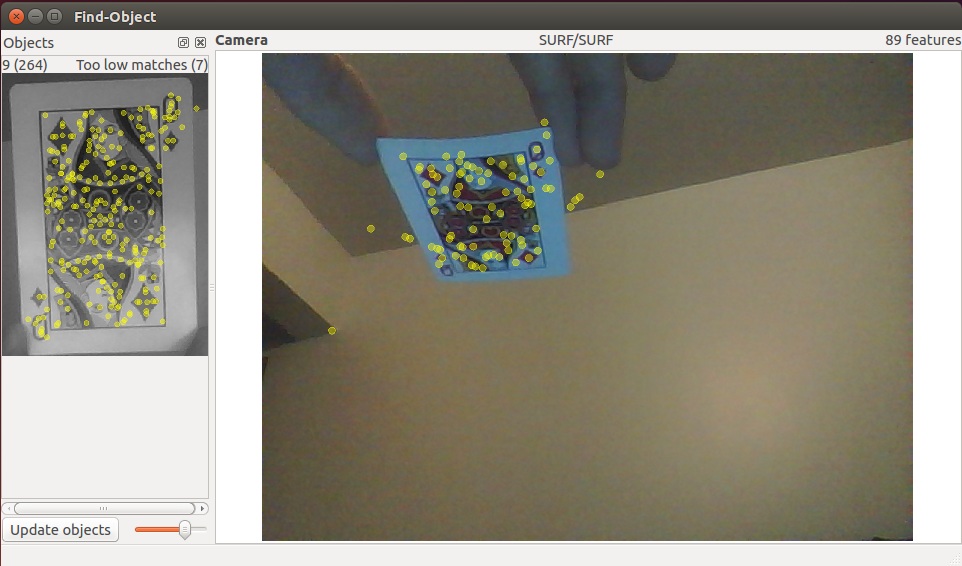 Find-Object
Objects
Camera
SURF/SURF
89 features
9 (264)
Too low matches (7)
Q
Q
Q
Q
Update objects